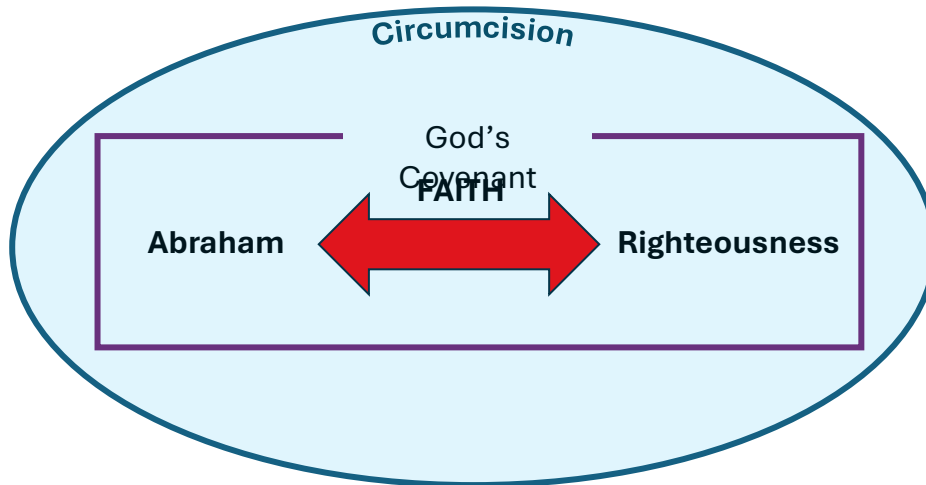 Circumcision
God's
Covenant
FAITH
Abraham
Righteousness